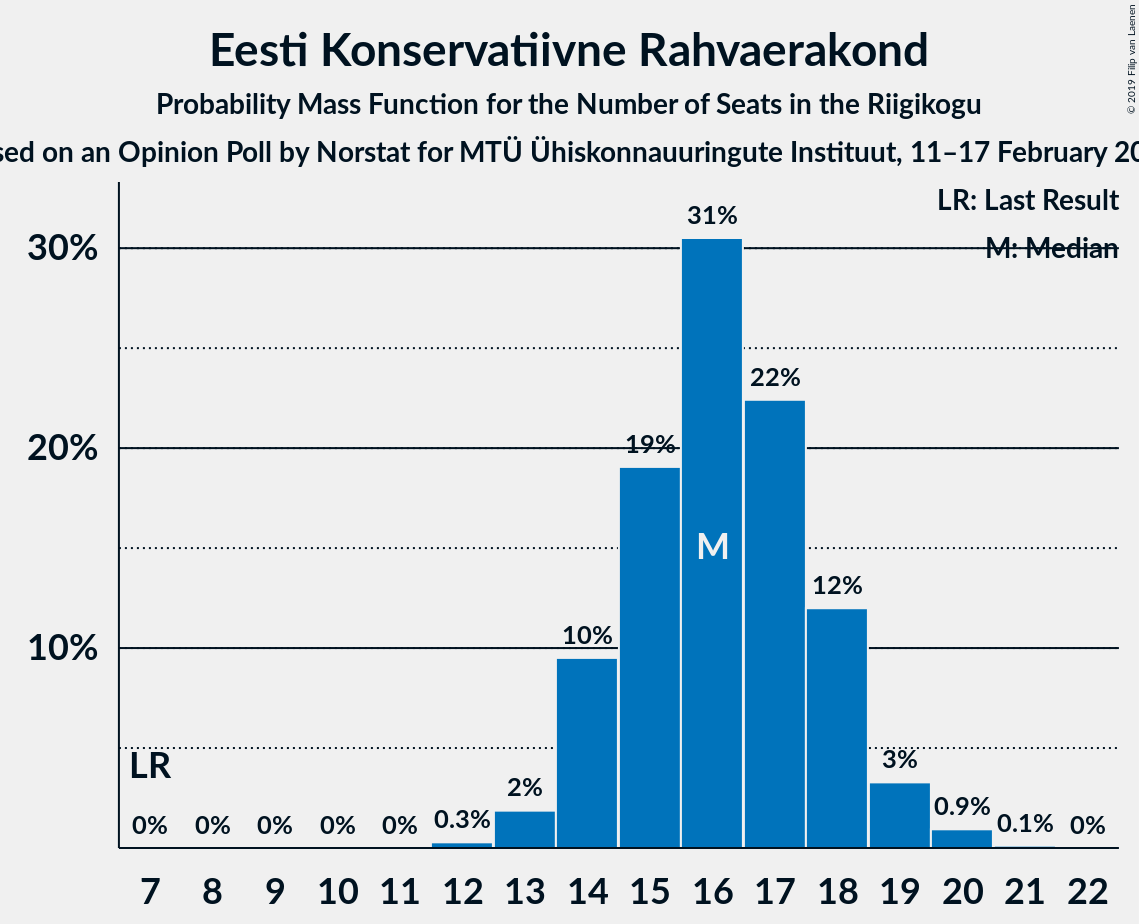 Eesti Konservatiivne Rahvaerakond
Probability Mass Function for the Number of Seats in the Riigikogu
sed on an Opinion Poll by Norstat for MTÜ Ühiskonnauuringute Instituut, 11–17 February 20
© 2019 Filip van Laenen
LR: Last Result
M: Median
30%
20%
10%
31%
22%
19%
12%
10%
3%
2%
0.9%
0.3%
0.1%
0% 0% 0% 0% 0% 0%
M
LR
7 8 9 10 11 12 13 14 15 16 17 18 19 20 21 22